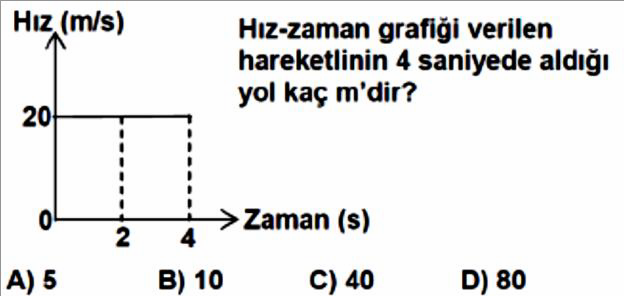 Hız (m/s)
Hız-zaman grafiği verilen
hareketlinin 4 saniyede aldığı
yol kaç m'dir?
20
0
Zaman (s)
2 4
A) 5 B) 10 C) 40 D) 80